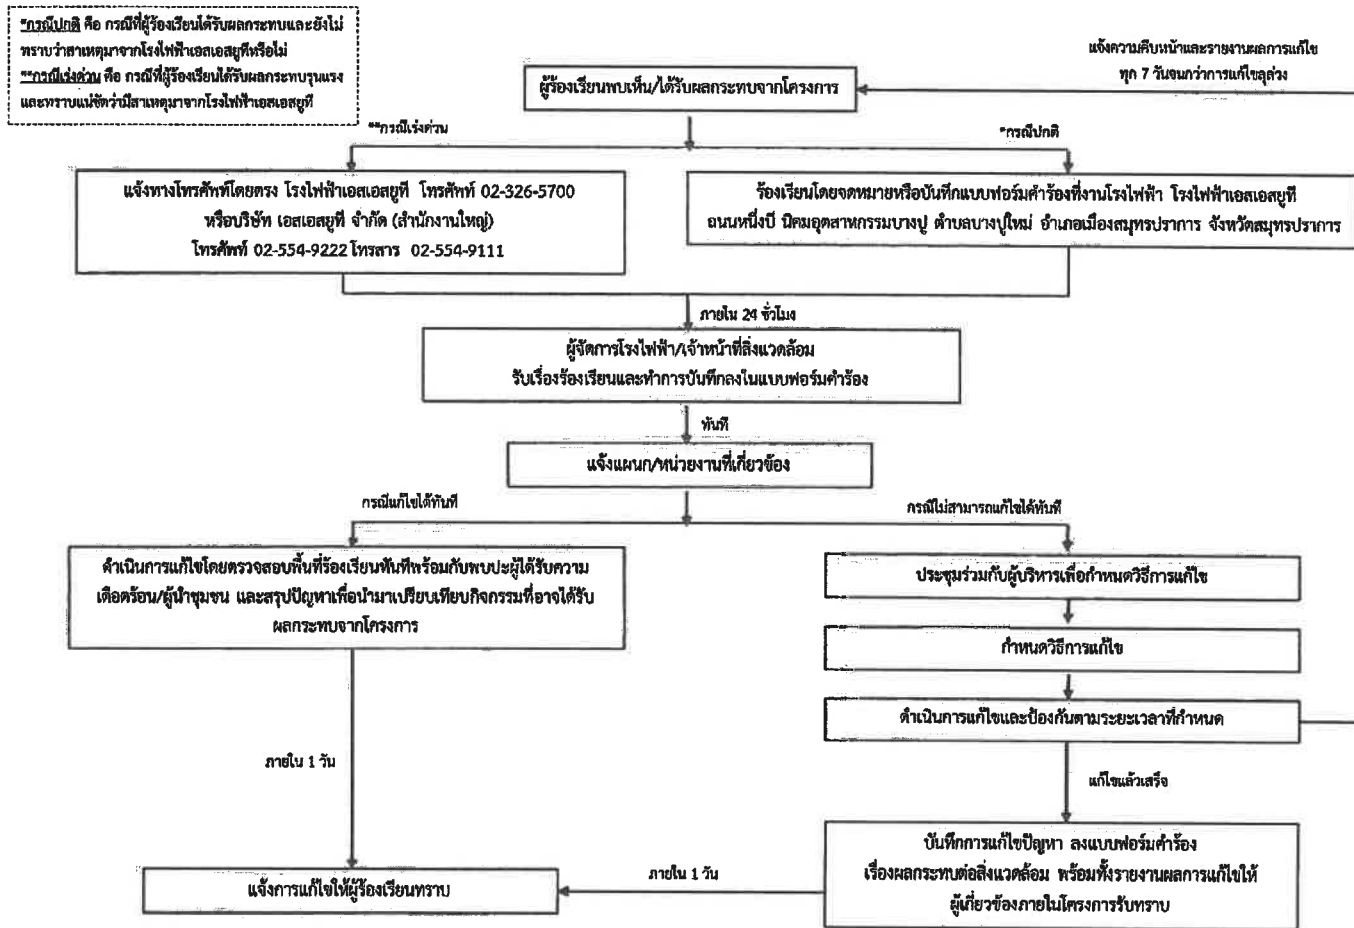 *กรณีปกติ คือ กรณีที่ผู้ร้องเรียนได้รับผลกระทบและยังไม่
ทราบว่าสาเหตุมาจากโรงไฟฟ้าเอสเอสยูทีหรือไม่
**กรณีเร่งด่วน คือ กรณีที่ผู้ร้องเรียนได้รับผลกระทบรุนแรง
และทราบแน่ชัดว่ามีสาเหตุมาจากโรงไฟฟ้าเอสเอสยูที
แจ้งความคืบหน้าและรายงานผลการแก้ไข
ทุก 7 วันจนกว่าการแก้ไขลุล่วง
ผู้ร้องเรียนพบเห็น/ได้รับผลกระทบจากโครงการ
**กรณีเร่งด่วน
*กรณีปกติ
แจ้งทางโทรศัพท์โดยตรง โรงไฟฟ้าเอสเอสยูที โทรศัพท์ 02-326-5700
หรือบริษัท เอสเอสยูที จำกัด (สำนักงานใหญ่)
โทรศัพท์ 02-554-9222 โทรสาร 02-554-9111
ร้องเรียนโดยจดหมายหรือบันทึกแบบฟอร์มคำร้องที่งานโรงไฟฟ้า โรงไฟฟ้าเอสเอสยูที
ถนนหนึ่งบี นิคมอุตสาหกรรมบางปู ตำบลบางปูใหม่ อำเภอเมืองสมุทรปราการ จังหวัดสมุทรปราการ
ภายใน 24 ชั่วโมง
ผู้จัดการโรงไฟฟ้า/เจ้าหน้าที่สิ่งแวดล้อม
รับเรื่องร้องเรียนและทำการบันทึกลงในแบบฟอร์มคำร้อง
ทันที
แจ้งแผนก/หน่วยงานที่เกี่ยวข้อง
กรณีแก้ไขได้ทันที
กรณีไม่สามารถแก้ไขได้ทันที
ดำเนินการแก้ไขโดยตรวจสอบพื้นที่ร้องเรียนทันทีพร้อมกับพบปะผู้ได้รับความ
เดือดร้อน/ผู้นำชุมชน และสรุปปัญหาเพื่อนำมาเปรียบเทียบกิจกรรมที่อาจได้รับ
ผลกระทบจากโครงการ
ประชุมร่วมกับผู้บริหารเพื่อกำหนดวิธีการแก้ไข
กำหนดวิธีการแก้ไข
ดำเนินการแก้ไขและป้องกันตามระยะเวลาที่กำหนด
ภายใน 1 วัน
แก้ไขแล้วเสร็จ
บันทึกการแก้ไขปัญหา ลงแบบฟอร์มคำร้อง
เรื่องผลกระทบต่อสิ่งแวดล้อม พร้อมทั้งรายงานผลการแก้ไขให้
ผู้เกี่ยวข้องภายในโครงการรับทราบ
ภายใน 1 วัน
แจ้งการแก้ไขให้ผู้ร้องเรียนทราบ